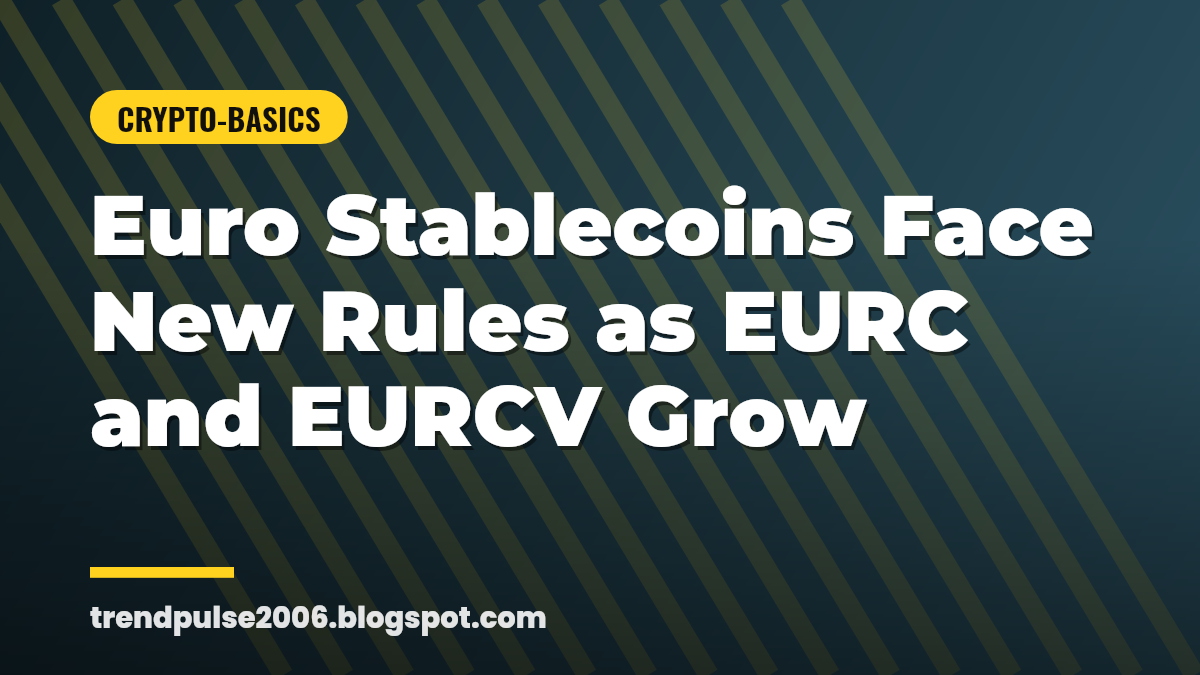 CRYPTO-BASICS
Euro Stablecoins Face
New Rules as EURC
and EURCV Grow
trendpulse2006.blogspot.com